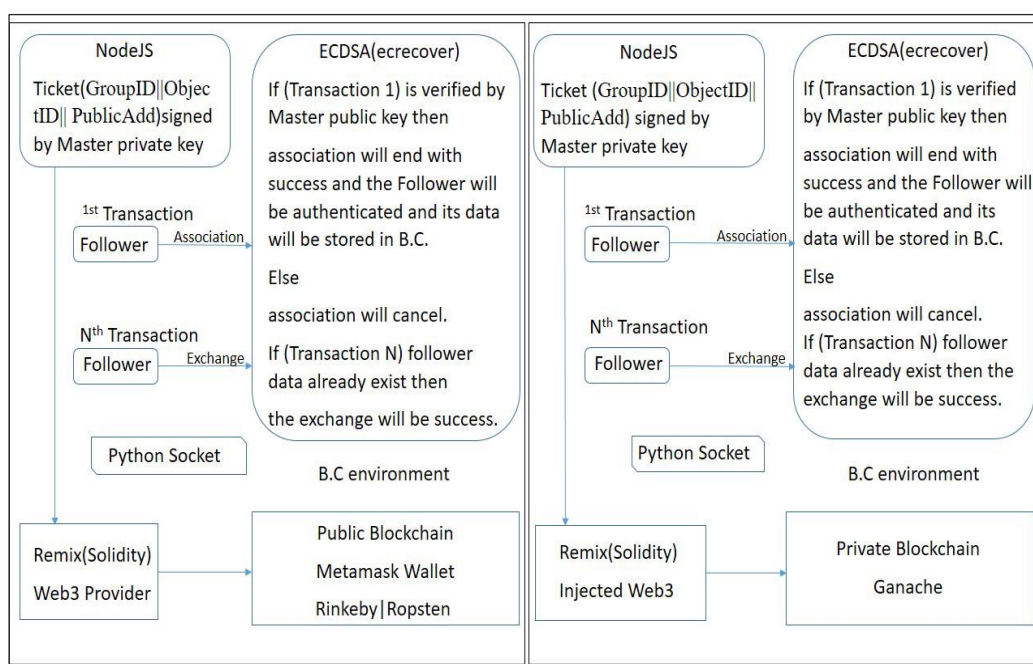 NodeJS
Ticket(GroupID||Objec
tID|| PublicAdd)signed
by Master private key
ECDSA(ecrecover)
If (Transaction 1) is verified by
Master public key then
association will end with
success and the Follower will
be authenticated and its data
will be stored in B.C.
Else
association will cancel.
If (Transaction N) follower
data already exist then
the exchange will be success.
1st Transaction
Follower
Association
Nth Transaction
Follower
Exchange
Python Socket
B.C environment
Remix(Solidity)
Web3 Provider
Public Blockchain
Metamask Wallet
Rinkeby|Ropsten
NodeJS
Ticket (GroupID||ObjectID||
PublicAdd) signed by
Master private key
ECDSA(ecrecover)
If (Transaction 1) is verified
by Master public key then
association will end with
success and the Follower will
be authenticated and its
data will be stored in B.C.
Else
association will cancel.
If (Transaction N) follower
data already exist then the
exchange will be success.
1st Transaction
Follower
Association
Nth Transaction
Follower
Exchange
Python Socket
B.C environment
Remix(Solidity)
Injected Web3
Private Blockchain
Ganache